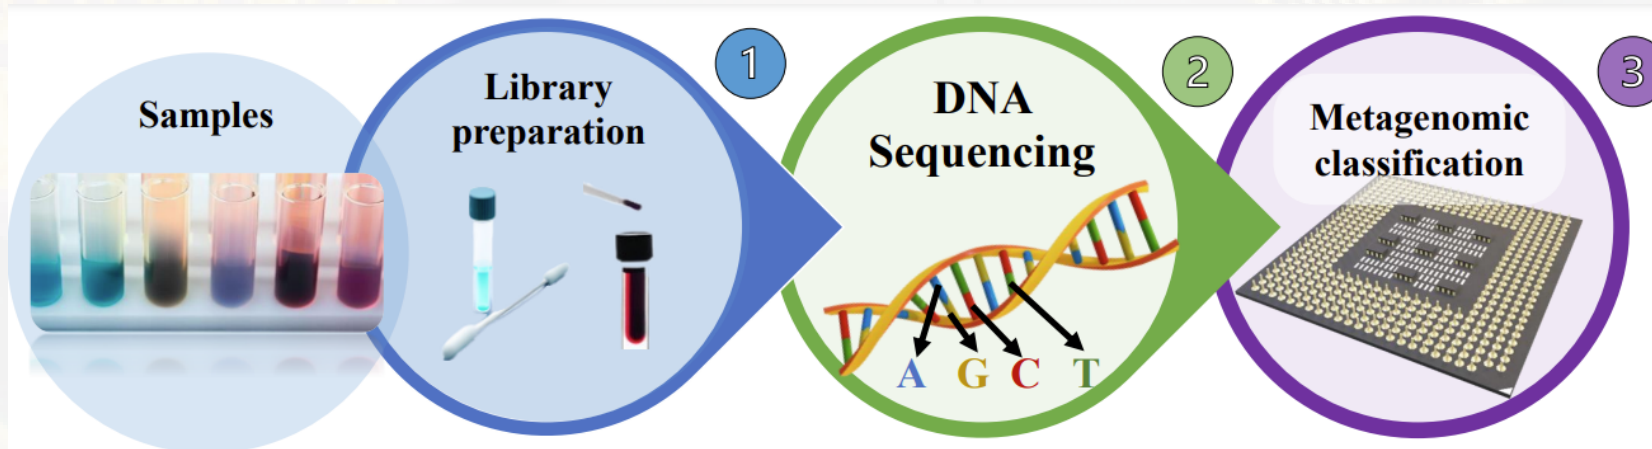 Samples
Library
preparation
1
DNA
Sequencing
A G C T
2
Metagenomic
classification
3